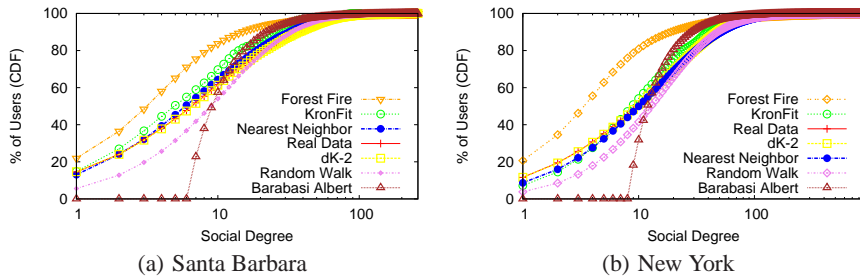 % of Users (CDF)
100
80
60
40
20
0
1
10
100
Social Degree
Forest Fire
KronFit
Nearest Neighbor
Real Data
dK-2
Random Walk
Barabasi Albert
(a) Santa Barbara
% of Users (CDF)
100
80
60
40
20
0
1
10
100
Social Degree
Forest Fire
KronFit
Real Data
dK-2
Nearest Neighbor
Random Walk
Barabasi Albert
(b) New York